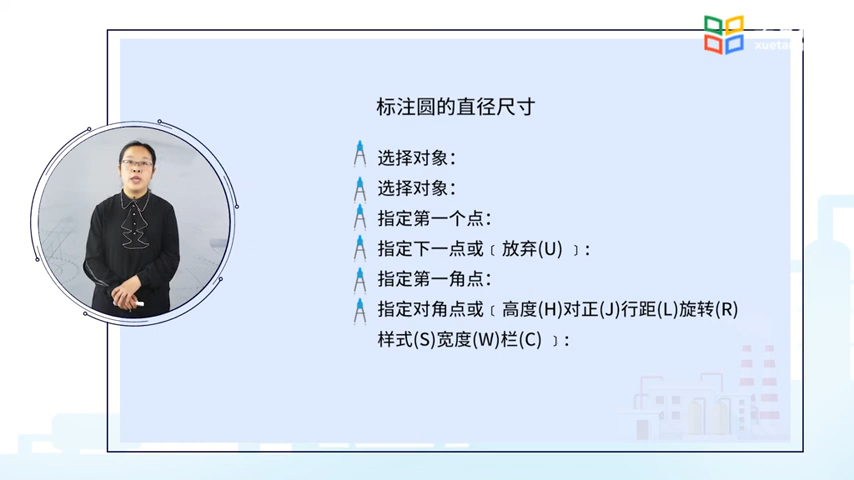 标注圆的直径尺寸
选择对象：
选择对象：
指定第一个点：
指定下一点或﹝放弃(U) ﹞：
指定第一角点：
指定对角点或﹝高度(H)对正(J)行距(L)旋转(R)
样式(S)宽度(W)栏(C) ﹞：